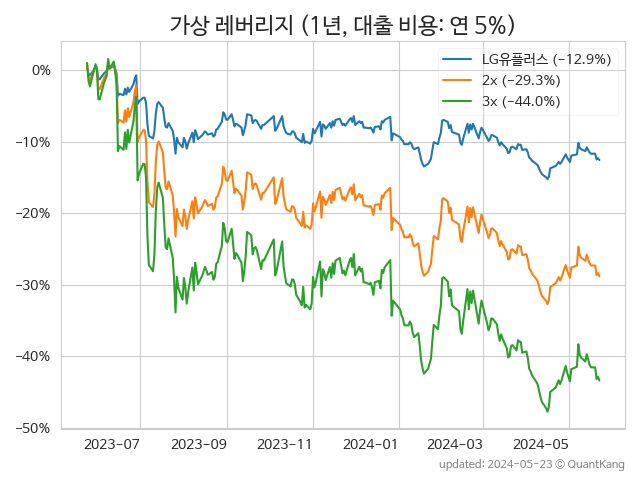 가상 레버리지 (1년, 대출 비용: 연 5%)
LG유플러스 (−12.9%)
2x (−29.3%)
3x (−44.0%)
0%
−10%
−20%
−30%
−40%
−50%
2023-07 2023-09 2023-11 2024-01 2024-03 2024-05
updated: 2024-05-23 © QuantKang